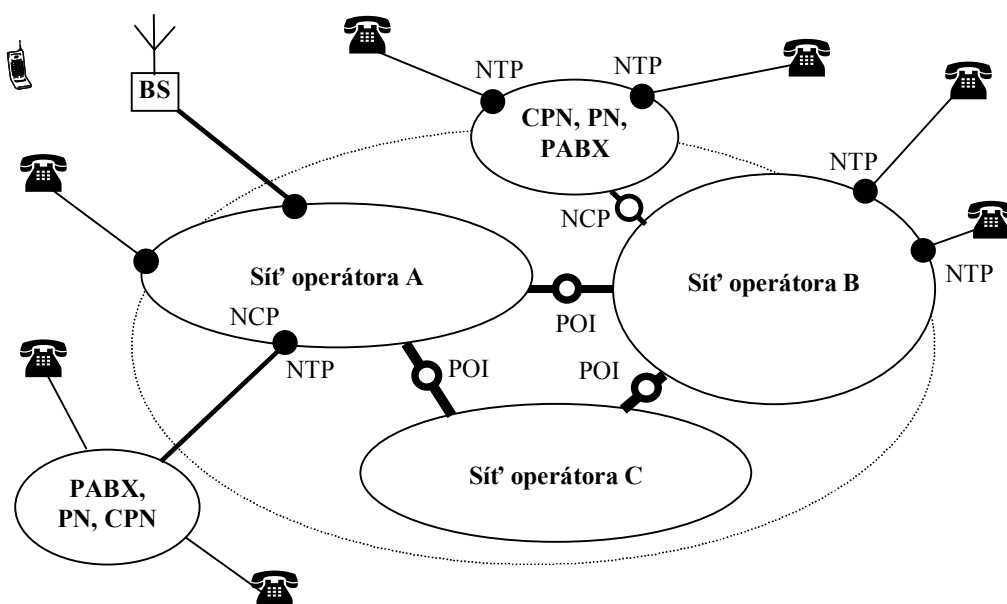 BS
NTP
NTP
CPN, PN,
PABX
NTP
NCP
NTP
Síť operátora A
Síť operátora B
NCP
NTP
POI
POI
POI
Síť operátora C
PABX,
PN, CPN